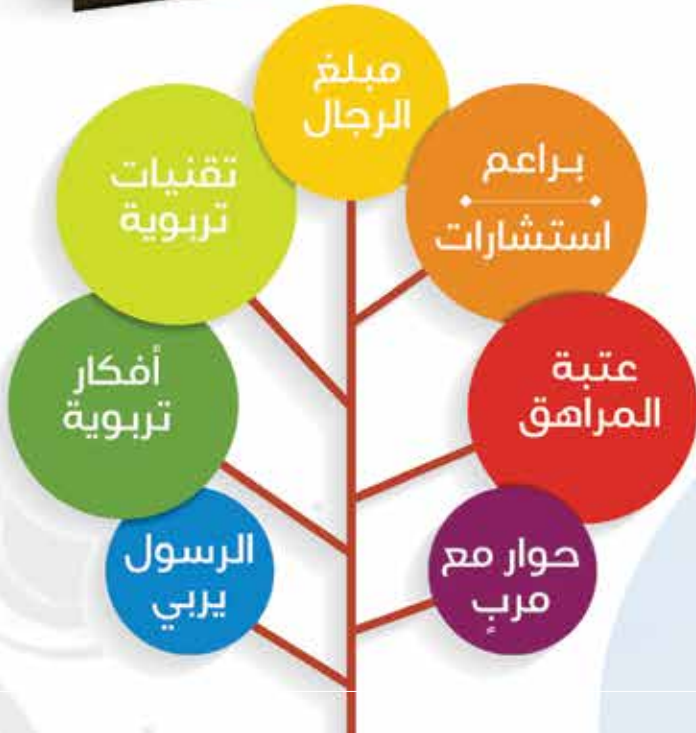 مبلغ
الرجال
براعم
استشارات
تقنيات
تربوية
عتبة
المراهق
أفكار
تربوية
حوار مع
مربٍ
الرسول
يربي